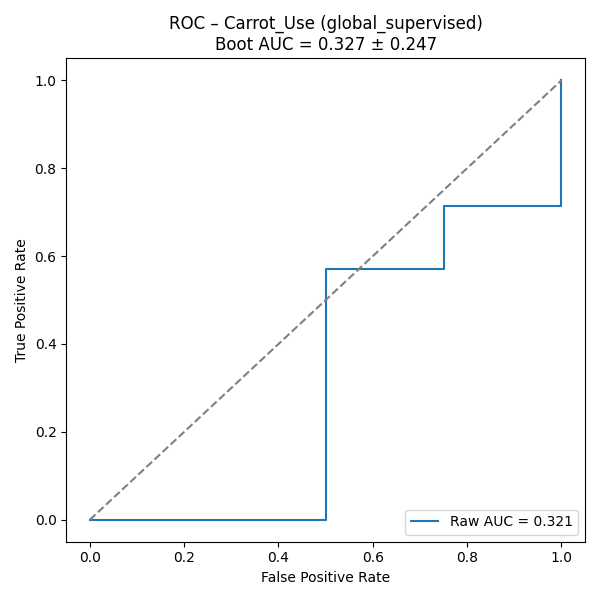 ROC – Carrot_Use (global_supervised)
Boot AUC = 0.327 ± 0.247
1.0
0.8
0.6
0.4
0.2
0.0
True Positive Rate
Raw AUC = 0.321
0.0 0.2 0.4 0.6 0.8 1.0
False Positive Rate